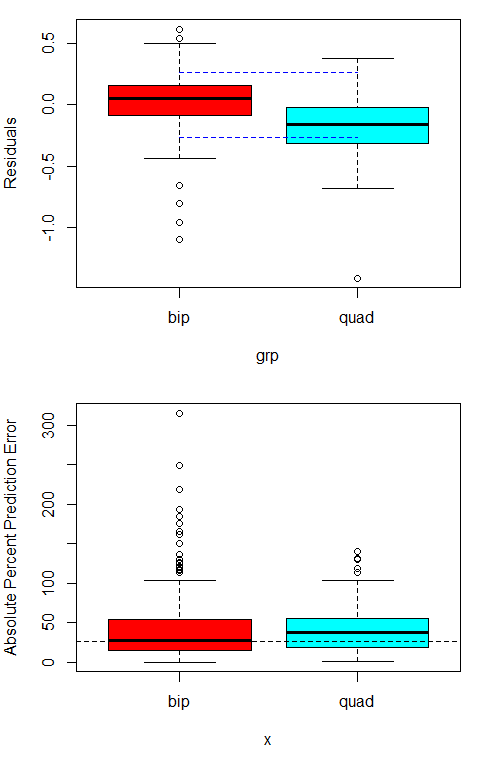 0.5
0.0
-0.5
-1.0
Residuals
bip quad
grp
300
200
100
50
0
Absolute Percent Prediction Error
bip quad
x